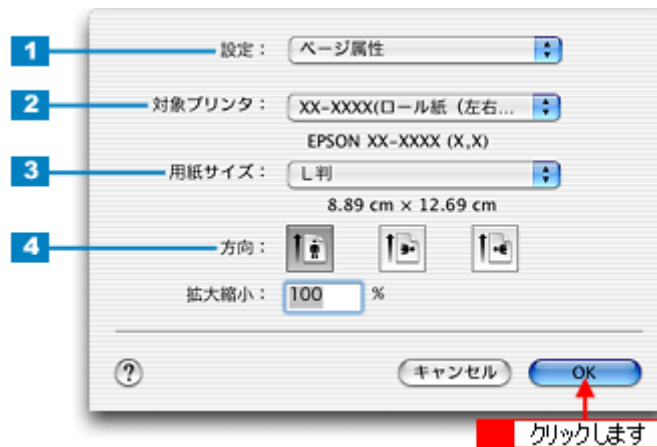 1 設定： ページ属性
2 対象プリンタ： XX-XXXX(ロール紙（左右...
EPSON XX-XXXX (X,X)
3 用紙サイズ： L判
8.89 cm × 12.69 cm
4 方向：
拡大縮小： 100 %
? キャンセル OK
クリックします